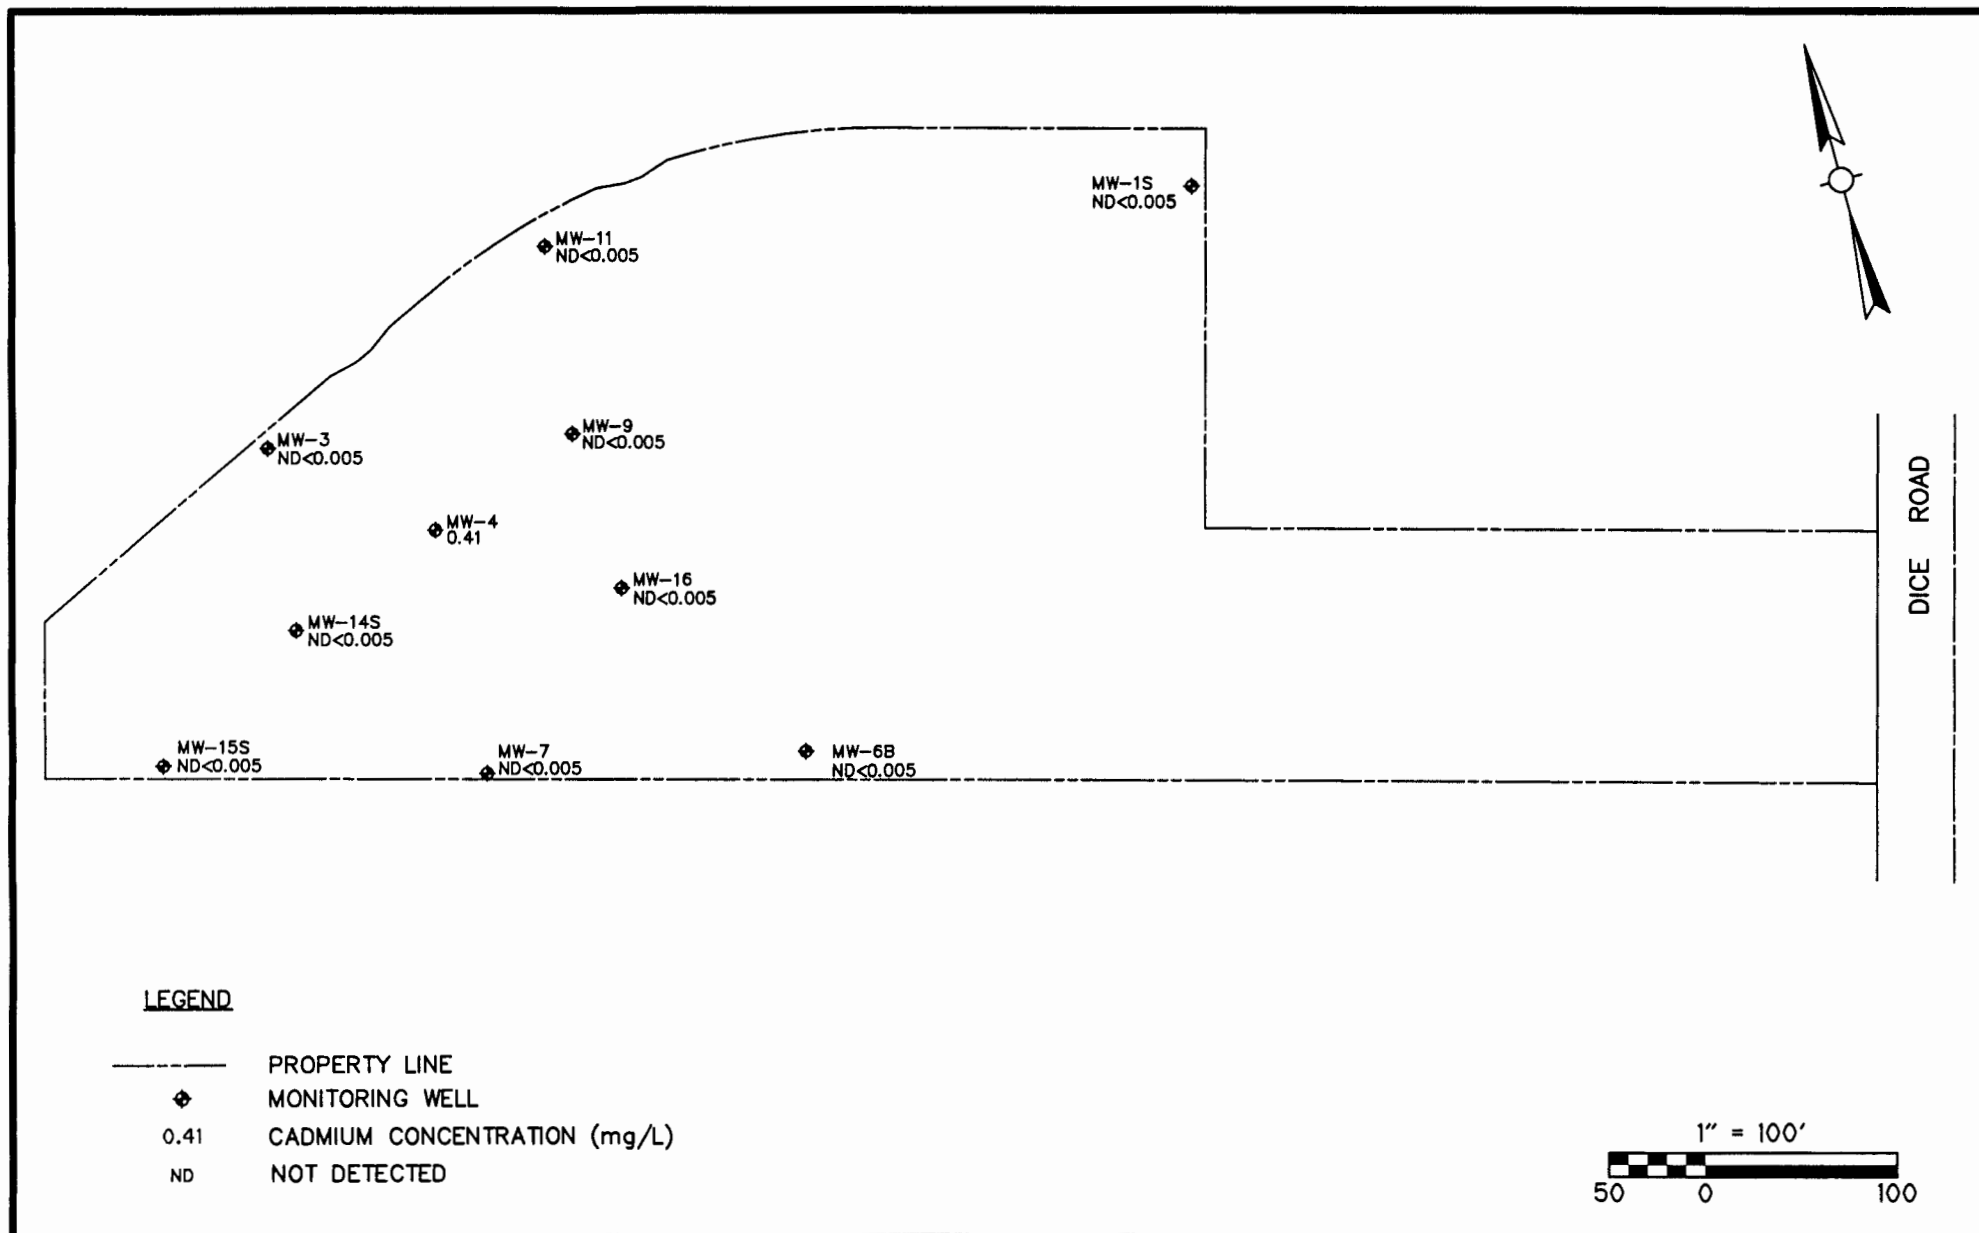 MW-1S
ND<0.005
MW-11
ND<0.005
MW-9
ND<0.005
MW-3
ND<0.005
MW-4
0.41
MW-16
ND<0.005
MW-14S
ND<0.005
DICE ROAD
MW-15S
ND<0.005
MW-7
ND<0.005
MW-6B
ND<0.005
LEGEND
PROPERTY LINE
MONITORING WELL
0.41 CADMIUM CONCENTRATION (mg/L)
ND NOT DETECTED
1" = 100'
50 0 100